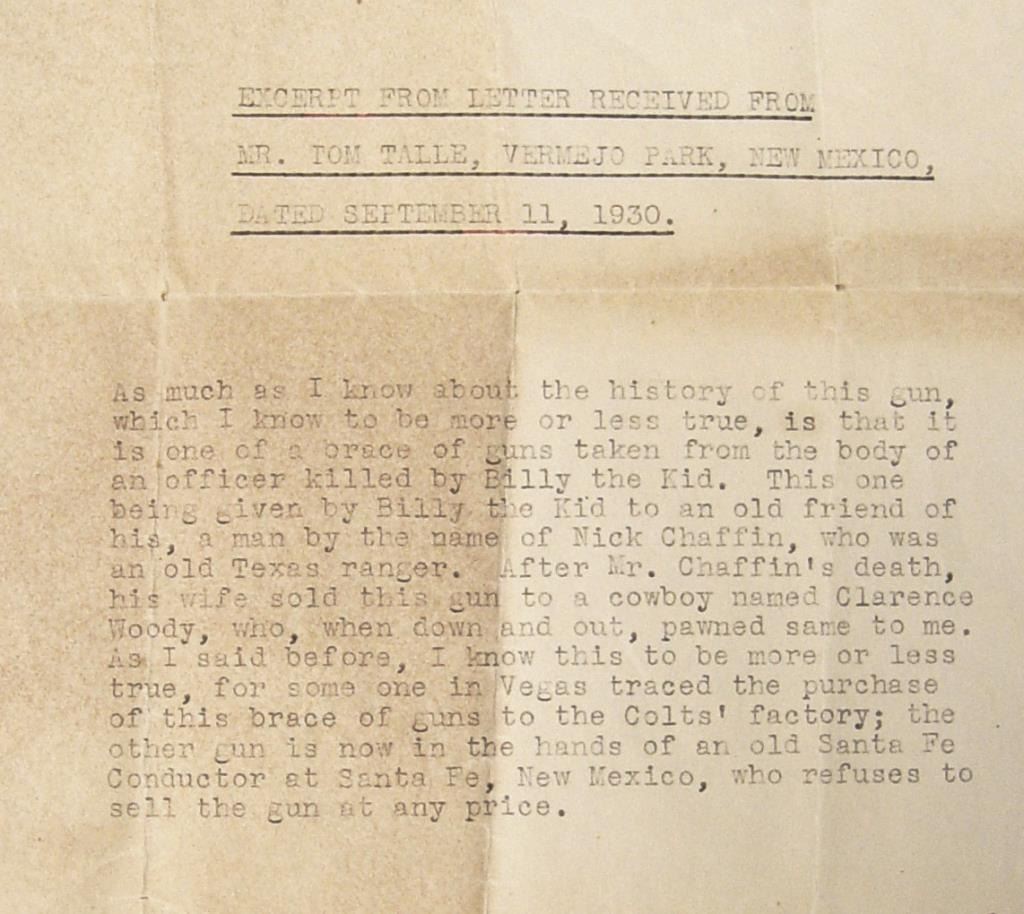 EXCERPT FROM LETTER RECEIVED FROM
MR. TOM TALLE, VERMEJO PARK, NEW MEXICO,
DATED SEPTEMBER 11, 1930.
As much as I know about the history of this gun,
which I know to be more or less true, is that it
is one of a brace of guns taken from the body of
an officer killed by Billy the Kid.  This one
being given by Billy the Kid to an old friend of
his, a man by the name of Nick Chaffin, who was
an old Texas ranger.  After Mr. Chaffin's death,
his wife sold this gun to a cowboy named Clarence
Woody, who, when down and out, pawned same to me.
As I said before, I know this to be more or less
true, for some one in Vegas traced the purchase
of this brace of guns to the Colts' factory; the
other gun is now in the hands of an old Santa Fe
Conductor at Santa Fe, New Mexico, who refuses to
sell the gun at any price.